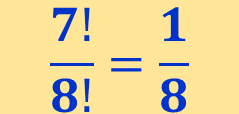 7! / 8! = 1 / 8